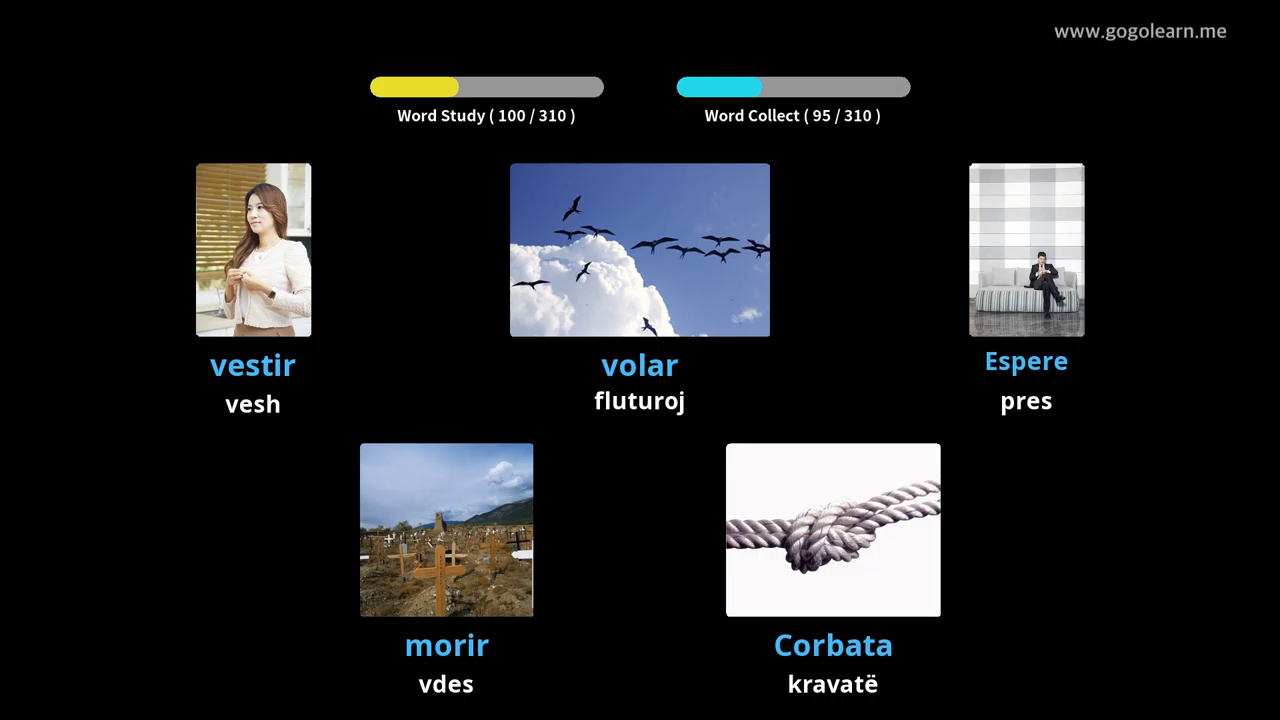 www.gogolearn.me
Word Study ( 100 / 310 )
Word Collect ( 95 / 310 )
vestir
vesh
volar
fluturoj
Espere
pres
morir
vdes
Corbata
kravatë